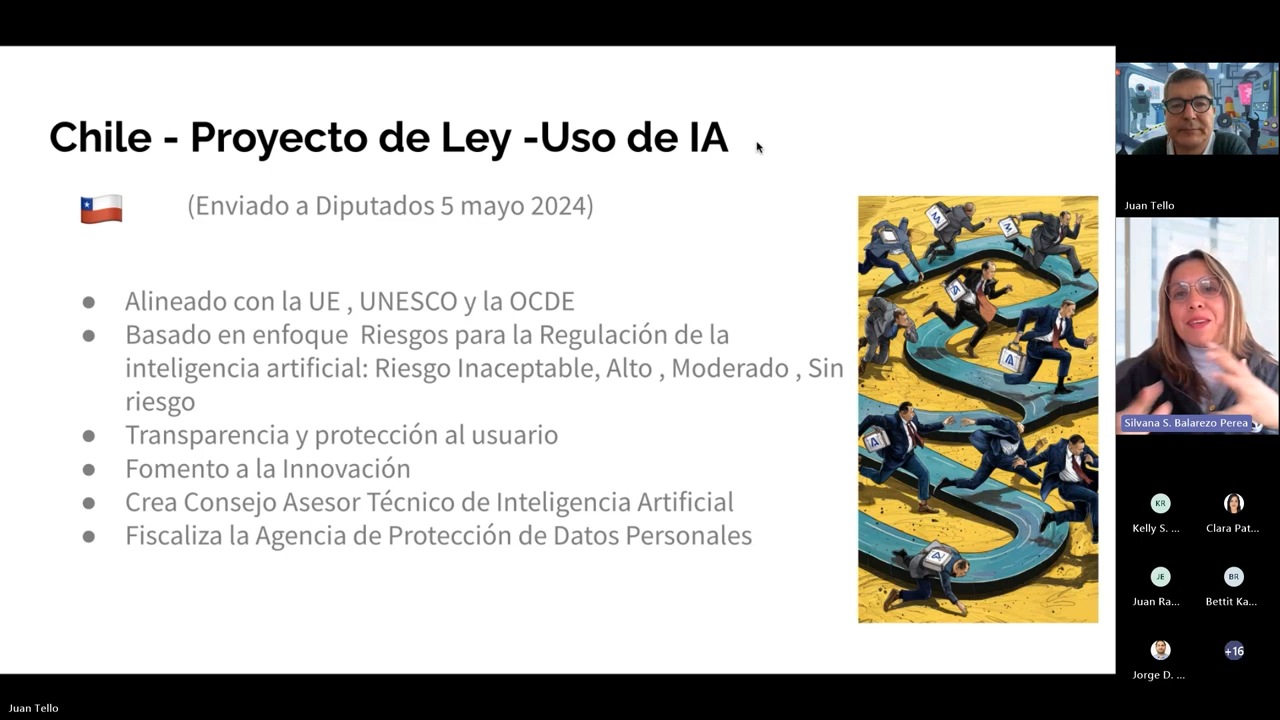 Chile - Proyecto de Ley -Uso de IA
(Enviado a Diputados 5 mayo 2024)
● Alineado con la UE , UNESCO y la OCDE
● Basado en enfoque Riesgos para la Regulación de la
inteligencia artificial: Riesgo Inaceptable, Alto , Moderado , Sin
riesgo
● Transparencia y protección al usuario
● Fomento a la Innovación
● Crea Consejo Asesor Técnico de Inteligencia Artificial
● Fiscaliza la Agencia de Protección de Datos Personales
Juan Tello
Silvana S. Balarezo Perea
KR
Kelly S. ...
Clara Pat...
JE
BR
Juan Ra...
Bettit Ka...
+16
Jorge D. ...
Juan Tello